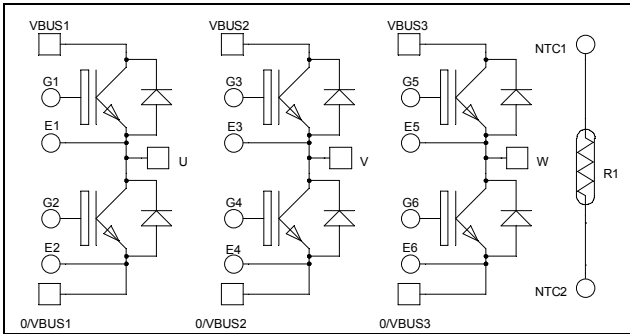 VBUS1 VBUS2 VBUS3
NTC1
G1 G3 G5
E1 E3 E5
U V W
R1
G2 G4 G6
E2 E4 E6
NTC2
0/VBUS1 0/VBUS2 0/VBUS3